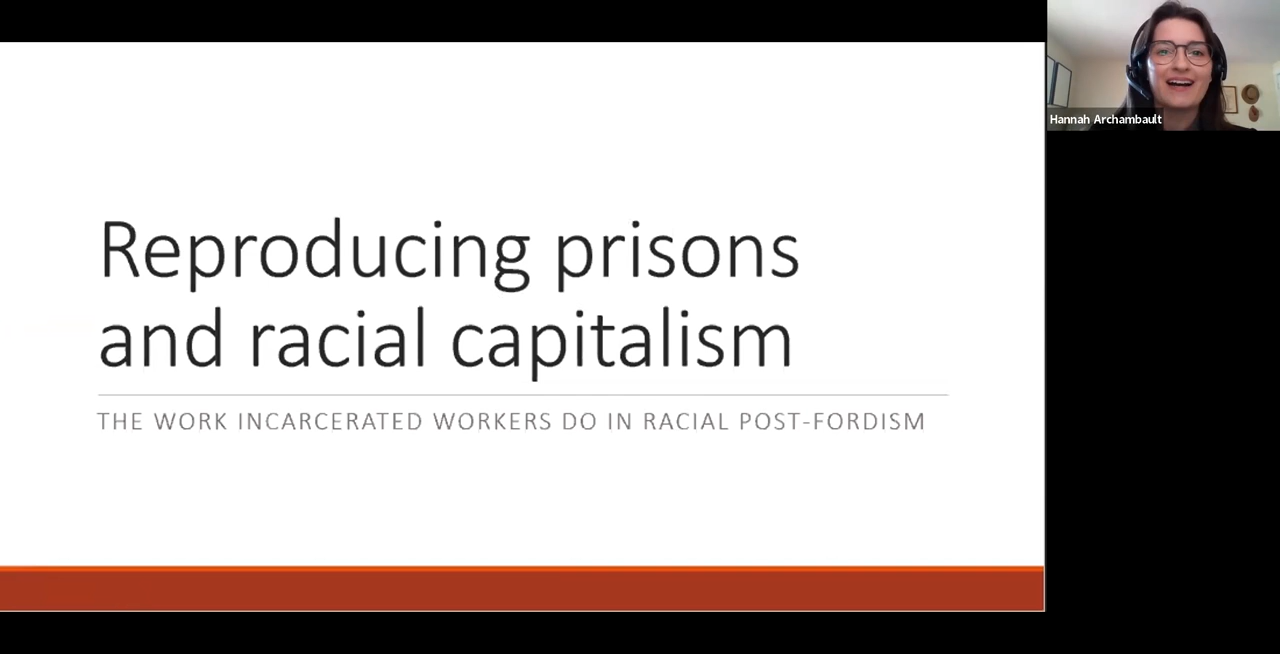 Reproducing prisons
and racial capitalism
THE WORK INCARCERATED WORKERS DO IN RACIAL POST-FORDISM
Hannah Archambault